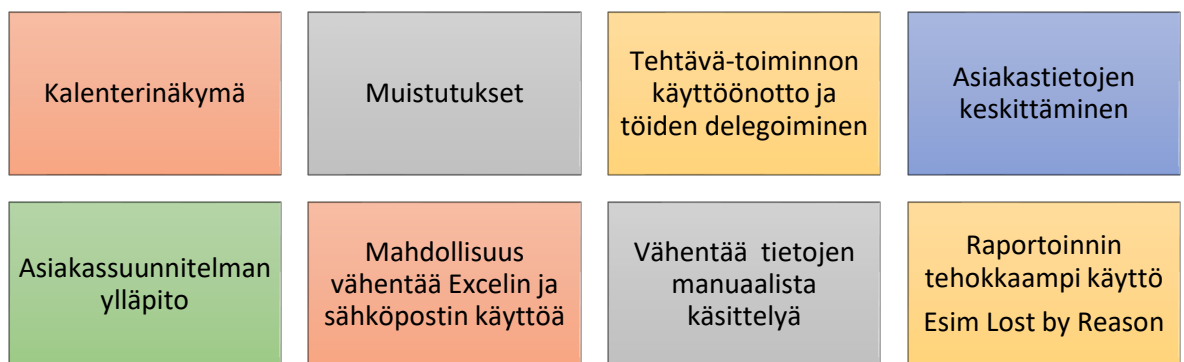 Kalenterinäkymä
Muistutukset
Tehtävä-toiminnon
käyttöönotto ja
töiden delegoiminen
Asiakastietojen
keskittäminen
Asiakassuunnitelman
ylläpito
Mahdollisuus
vähentää Excelin ja
sähköpostin käyttöä
Vähentää tietojen
manuaalista
käsittelyä
Raportoinnin
tehokkaampi käyttö
Esim Lost by Reason